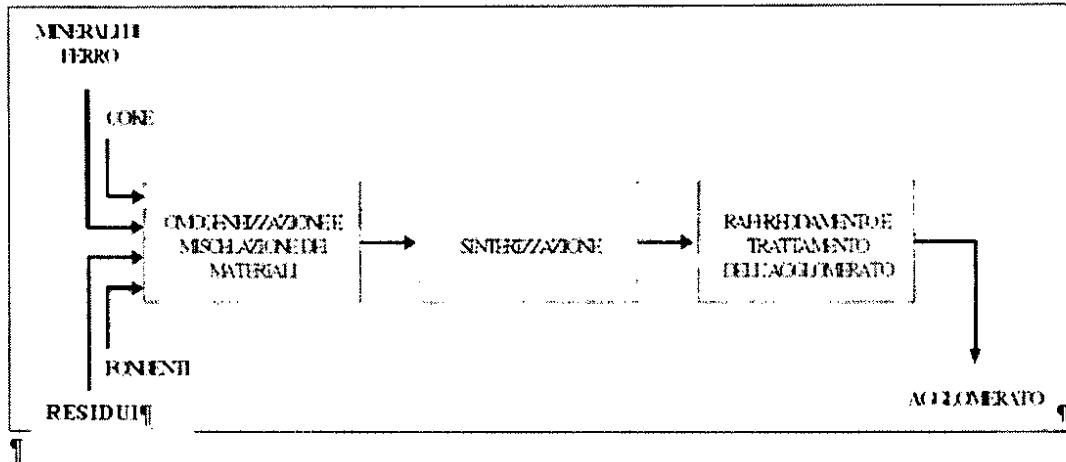 MINERALI DI
FERRO
COKE
OMOGENEIZZAZIONE E
MISCELAZIONE DEI
MATERIALI
SINTERIZZAZIONE
RAFFREDDAMENTO E
TRATTAMENTO
DELL'AGGLOMERATO
FONDENTI
RESIDUI¶
AGGLOMERATO ¶
¶